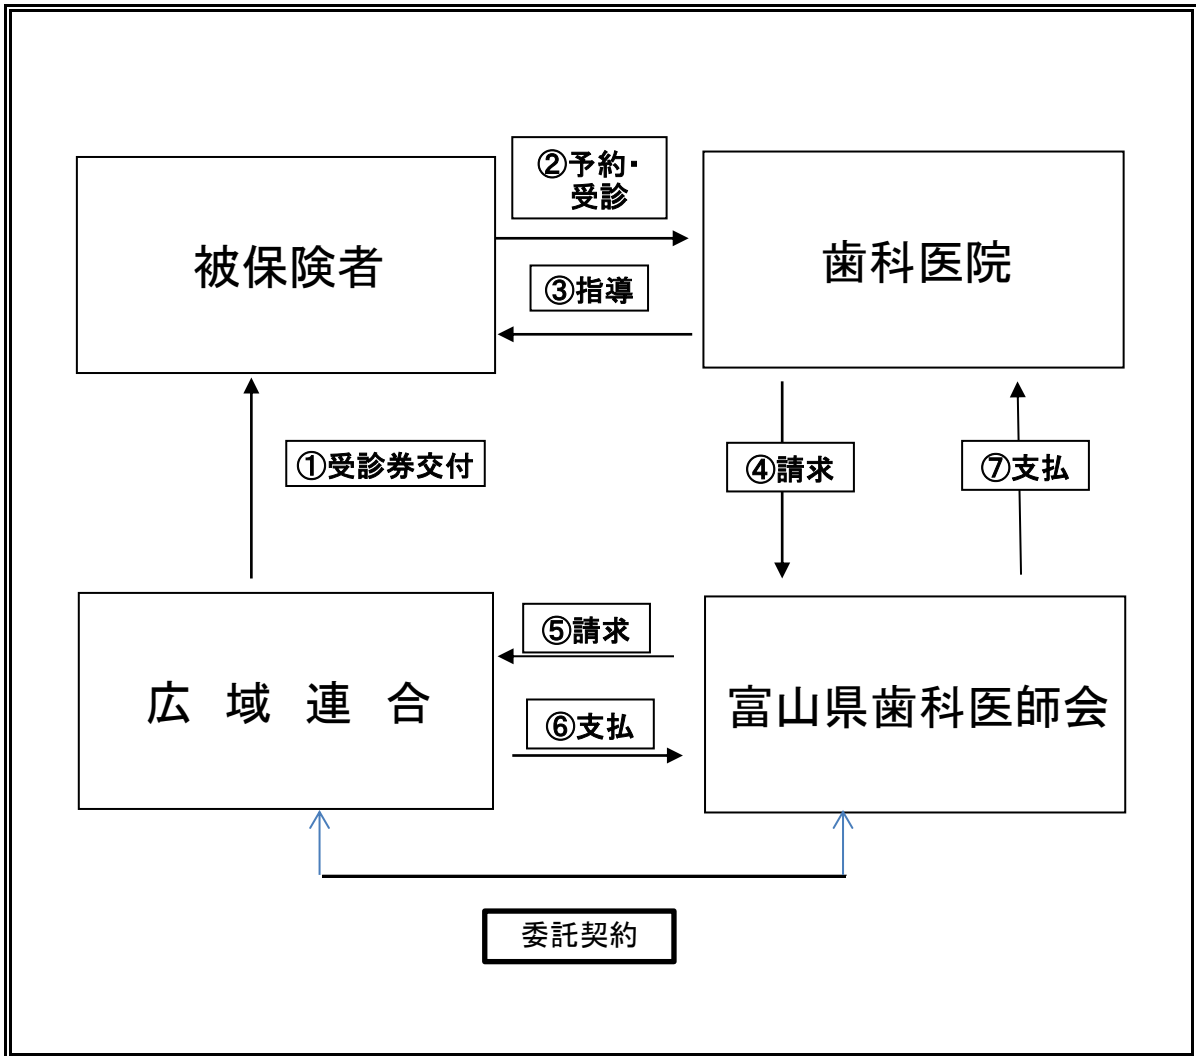 ②予約・
受診
被保険者
歯科医院
③指導
①受診券交付
④請求
⑦支払
⑤請求
広　域　連　合
富山県歯科医師会
⑥支払
委託契約